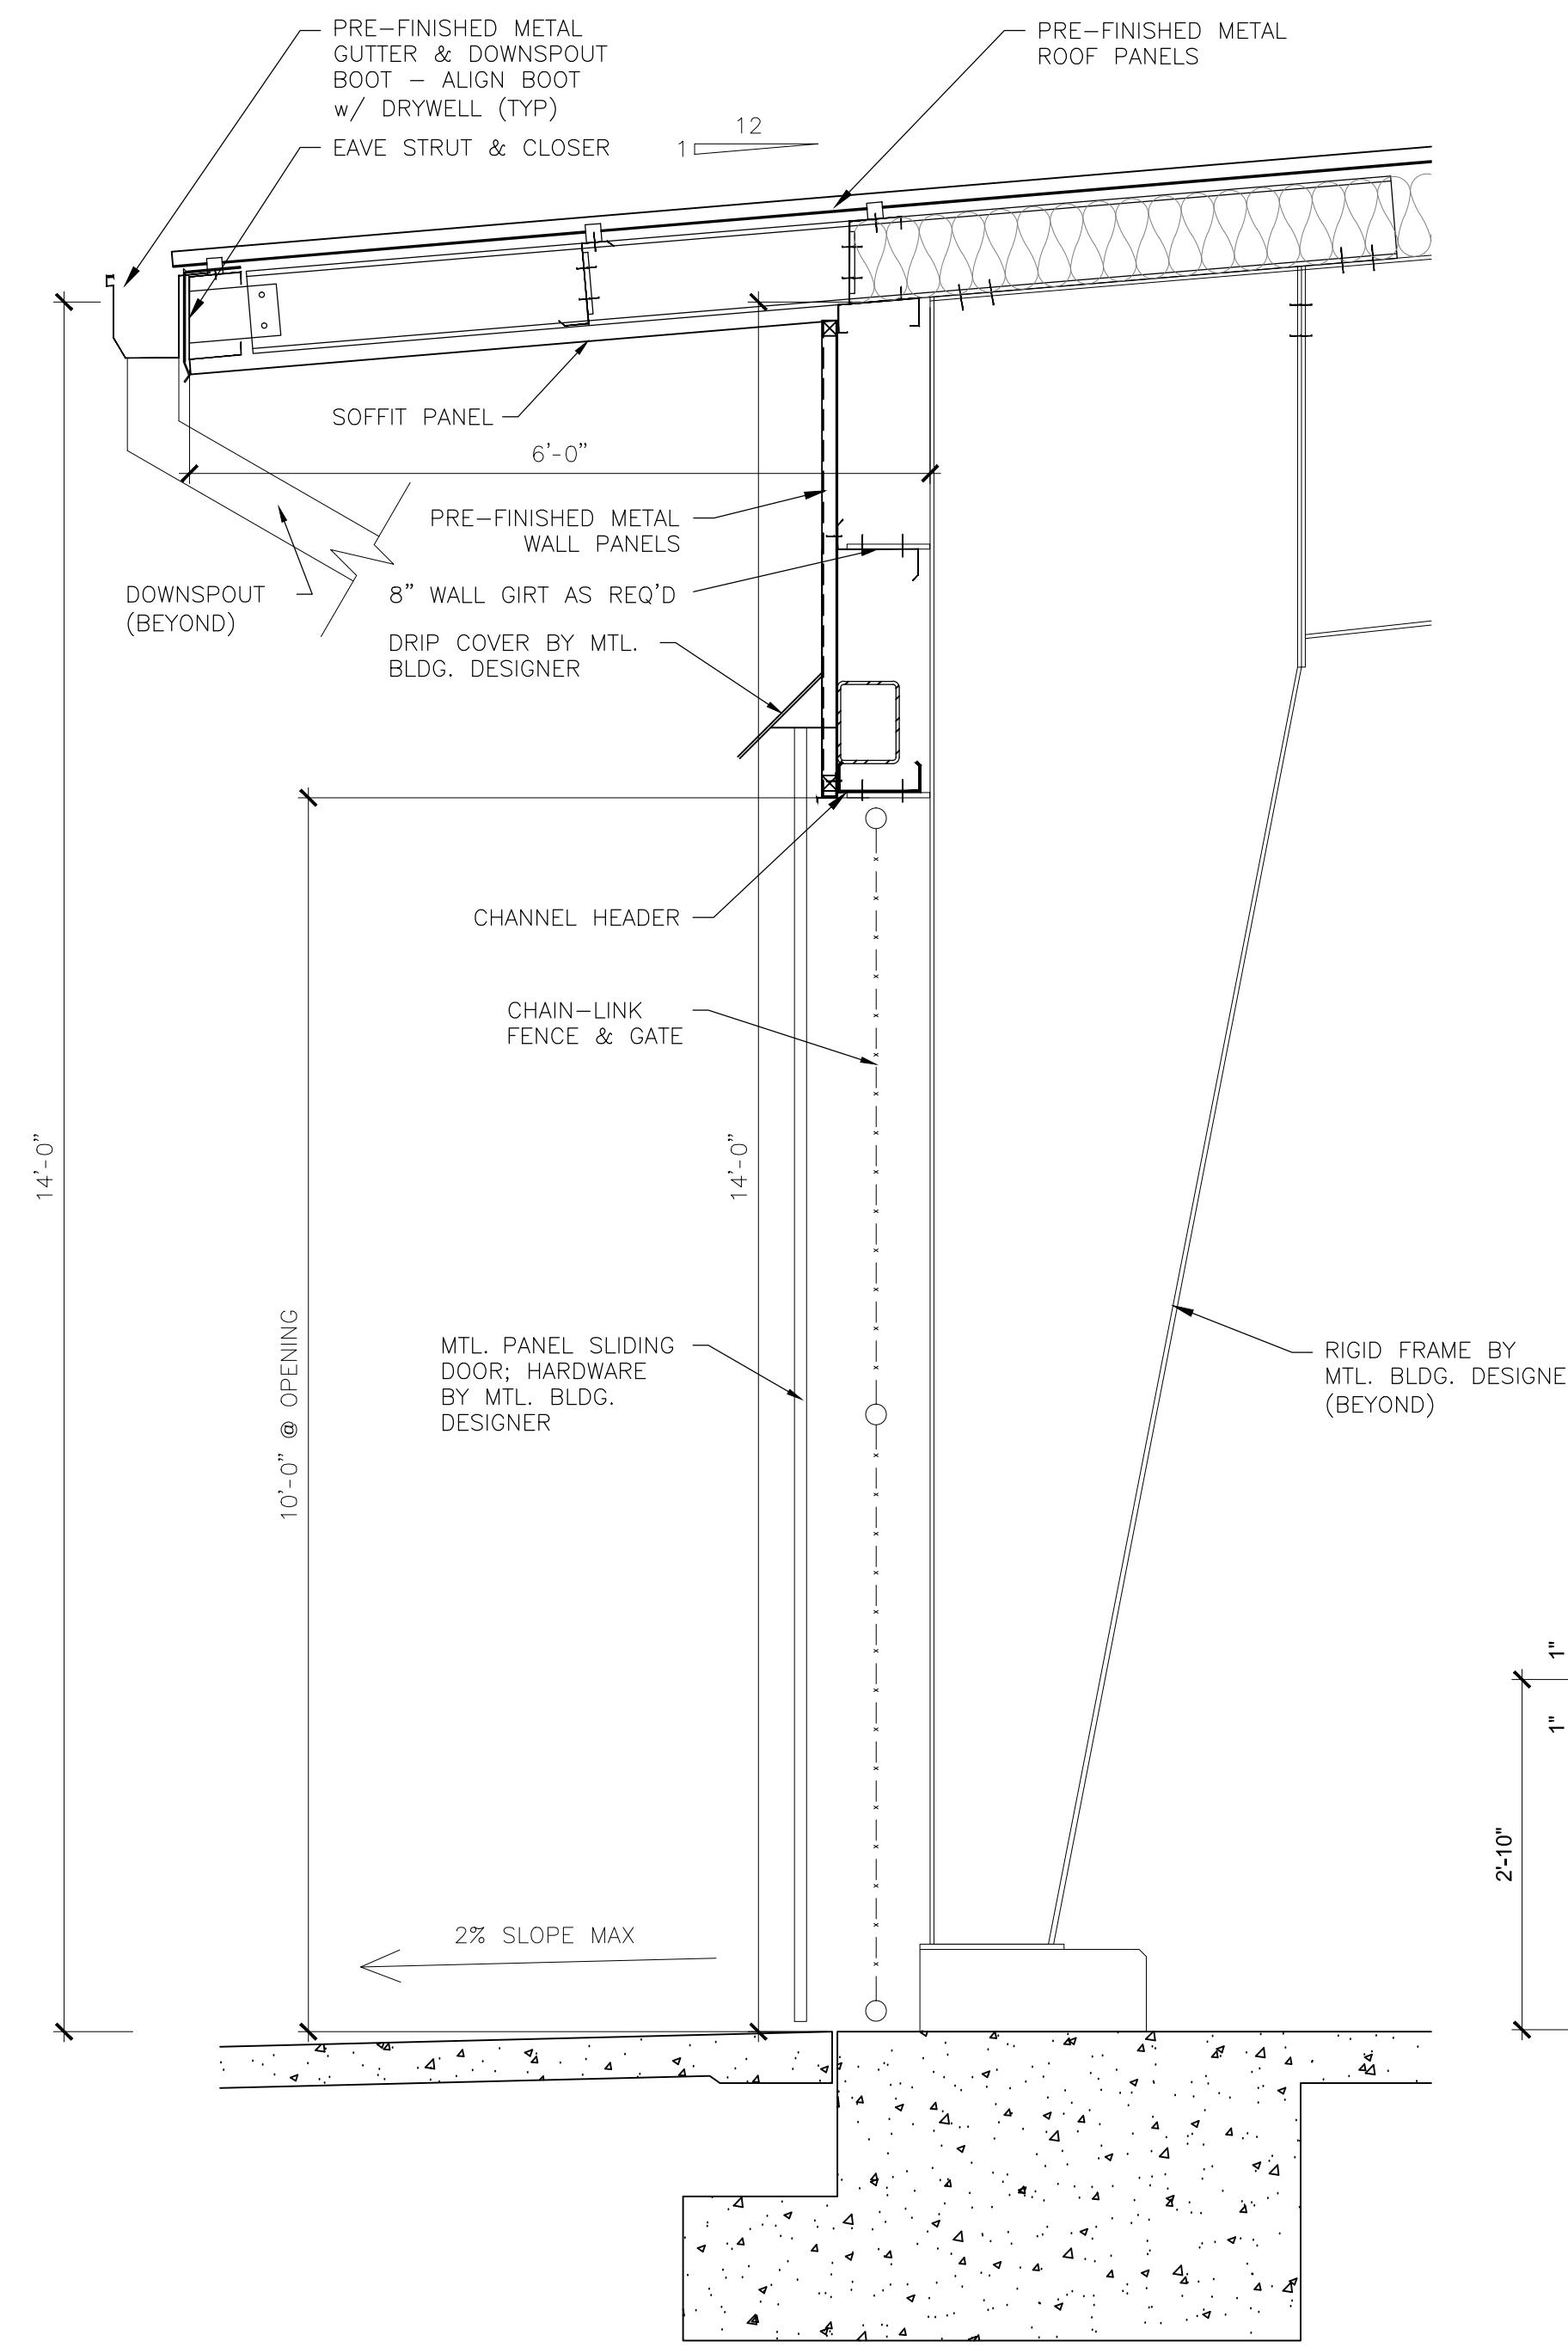 PRE-FINISHED METAL
GUTTER & DOWNSPOUT
BOOT - ALIGN BOOT
w/ DRYWELL (TYP)
EAVE STRUT & CLOSER
12
1
PRE-FINISHED METAL
ROOF PANELS
SOFFIT PANEL
6'-0"
PRE-FINISHED METAL
WALL PANELS
DOWNSPOUT
(BEYOND)
8" WALL GIRT AS REQ'D
DRIP COVER BY MTL.
BLDG. DESIGNER
CHANNEL HEADER
CHAIN-LINK
FENCE & GATE
14'-0"
14'-0"
10'-0" @ OPENING
MTL. PANEL SLIDING
DOOR; HARDWARE
BY MTL. BLDG.
DESIGNER
RIGID FRAME BY
MTL. BLDG. DESIGNE
(BEYOND)
1"
1"
2'-10"
2% SLOPE MAX